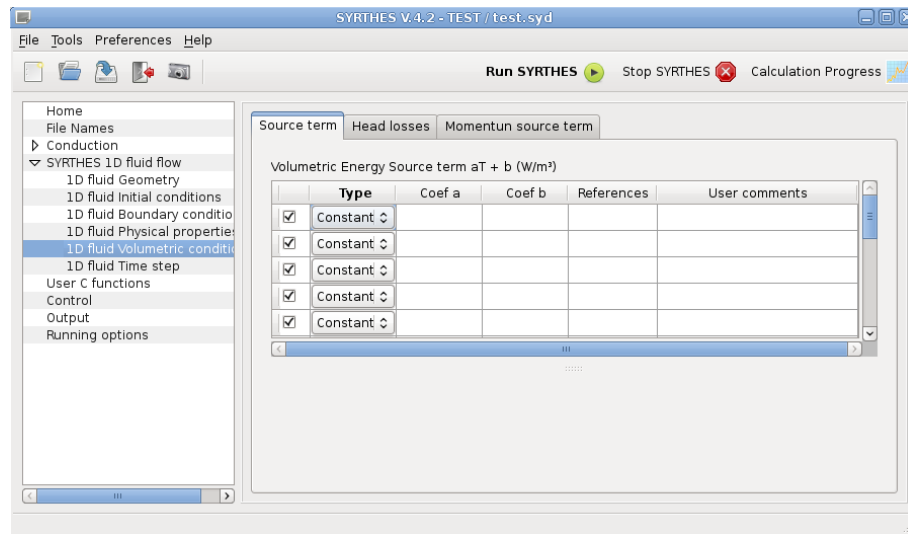 SYRTHES V.4.2 - TEST / test.syd
File Tools Preferences Help
Run SYRTHES Stop SYRTHES Calculation Progress
Home
File Names
Conduction
SYRTHES 1D fluid flow
1D fluid Geometry
1D fluid Initial conditions
1D fluid Boundary conditio
1D fluid Physical properties
1D fluid Volumetric conditi
1D fluid Time step
User C functions
Control
Output
Running options
Source term Head losses Momentun source term
Volumetric Energy Source term aT + b (W/m³)
Type Coef a Coef b References User comments
Constant
Constant
Constant
Constant
Constant